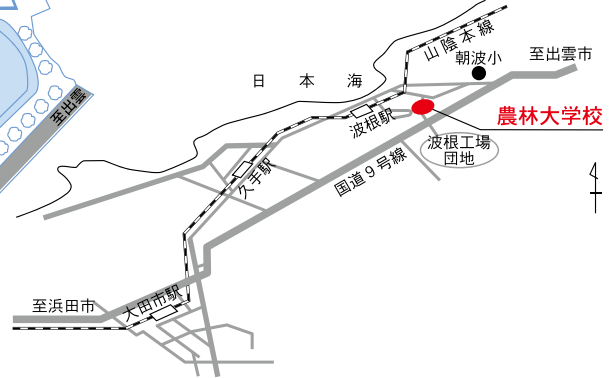 山陰本線
至出雲市
朝波小
日本海
至出雲
農林大学校
波根駅
波根工場
団地
久手駅
国道9号線
至浜田市
大田市駅